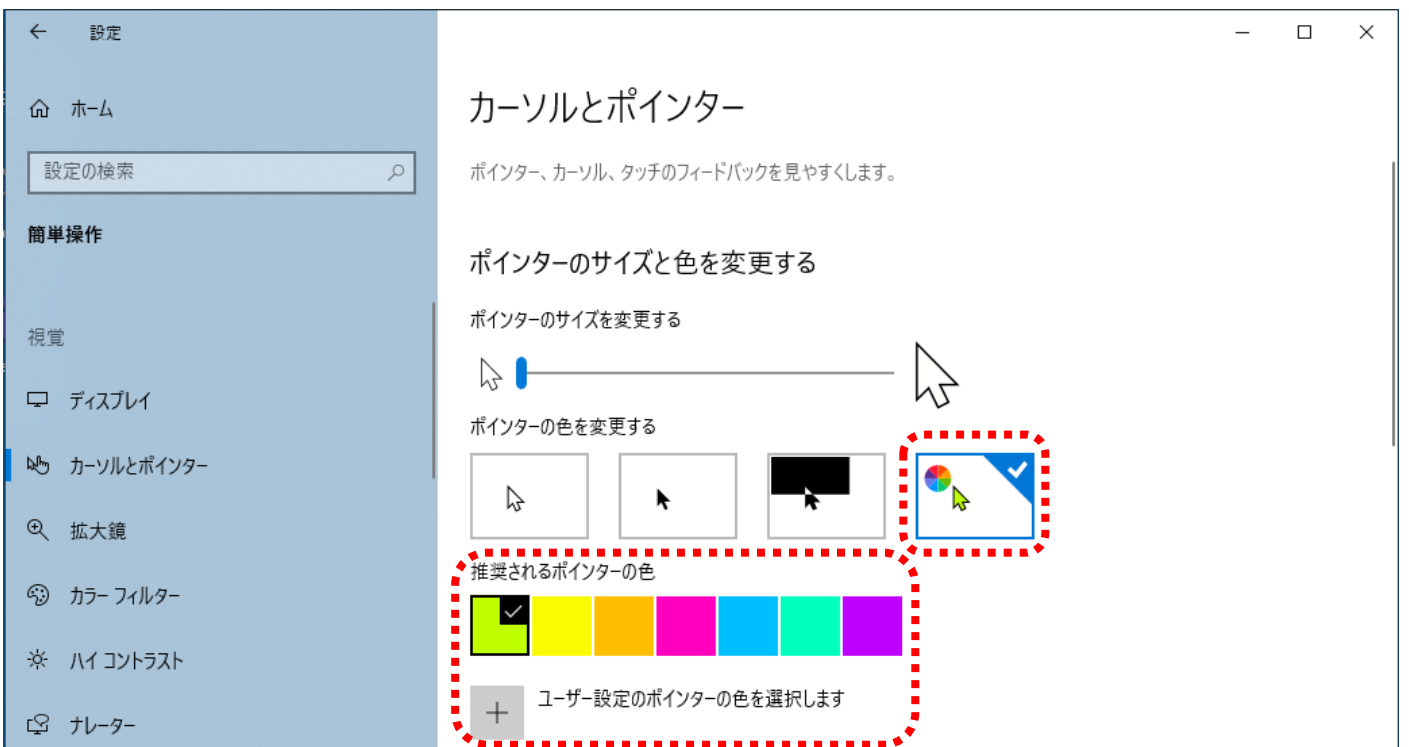 設定
ホーム
設定の検索
簡単操作
視覚
ディスプレイ
カーソルとポインター
拡大鏡
カラー フィルター
ハイ コントラスト
ナレーター
カーソルとポインター
ポインター、カーソル、タッチのフィードバックを見やすくします。
ポインターのサイズと色を変更する
ポインターのサイズを変更する
ポインターの色を変更する
推奨されるポインターの色
ユーザー設定のポインターの色を選択します